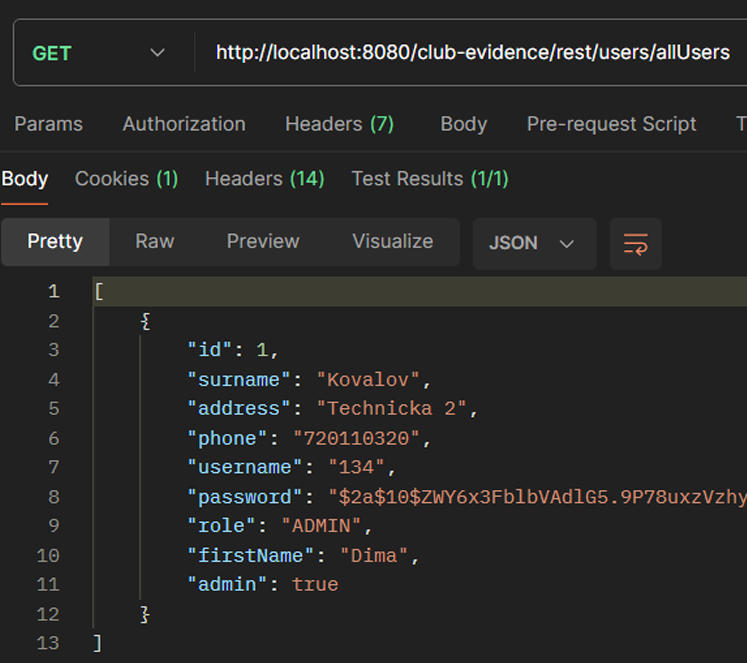 GET http://localhost:8080/club-evidence/rest/users/allUsers
Params Authorization Headers (7) Body Pre-request Script T
Body Cookies (1) Headers (14) Test Results (1/1)
Pretty Raw Preview Visualize JSON
1 [
2 {
3 "id": 1,
4 "surname": "Kovalov",
5 "address": "Technicka 2",
6 "phone": "720110320",
7 "username": "134",
8 "password": "$2a$10$ZWY6x3FblbVAdlG5.9P78uxzVzhy
9 "role": "ADMIN",
10 "firstName": "Dima",
11 "admin": true
12 }
13 ]